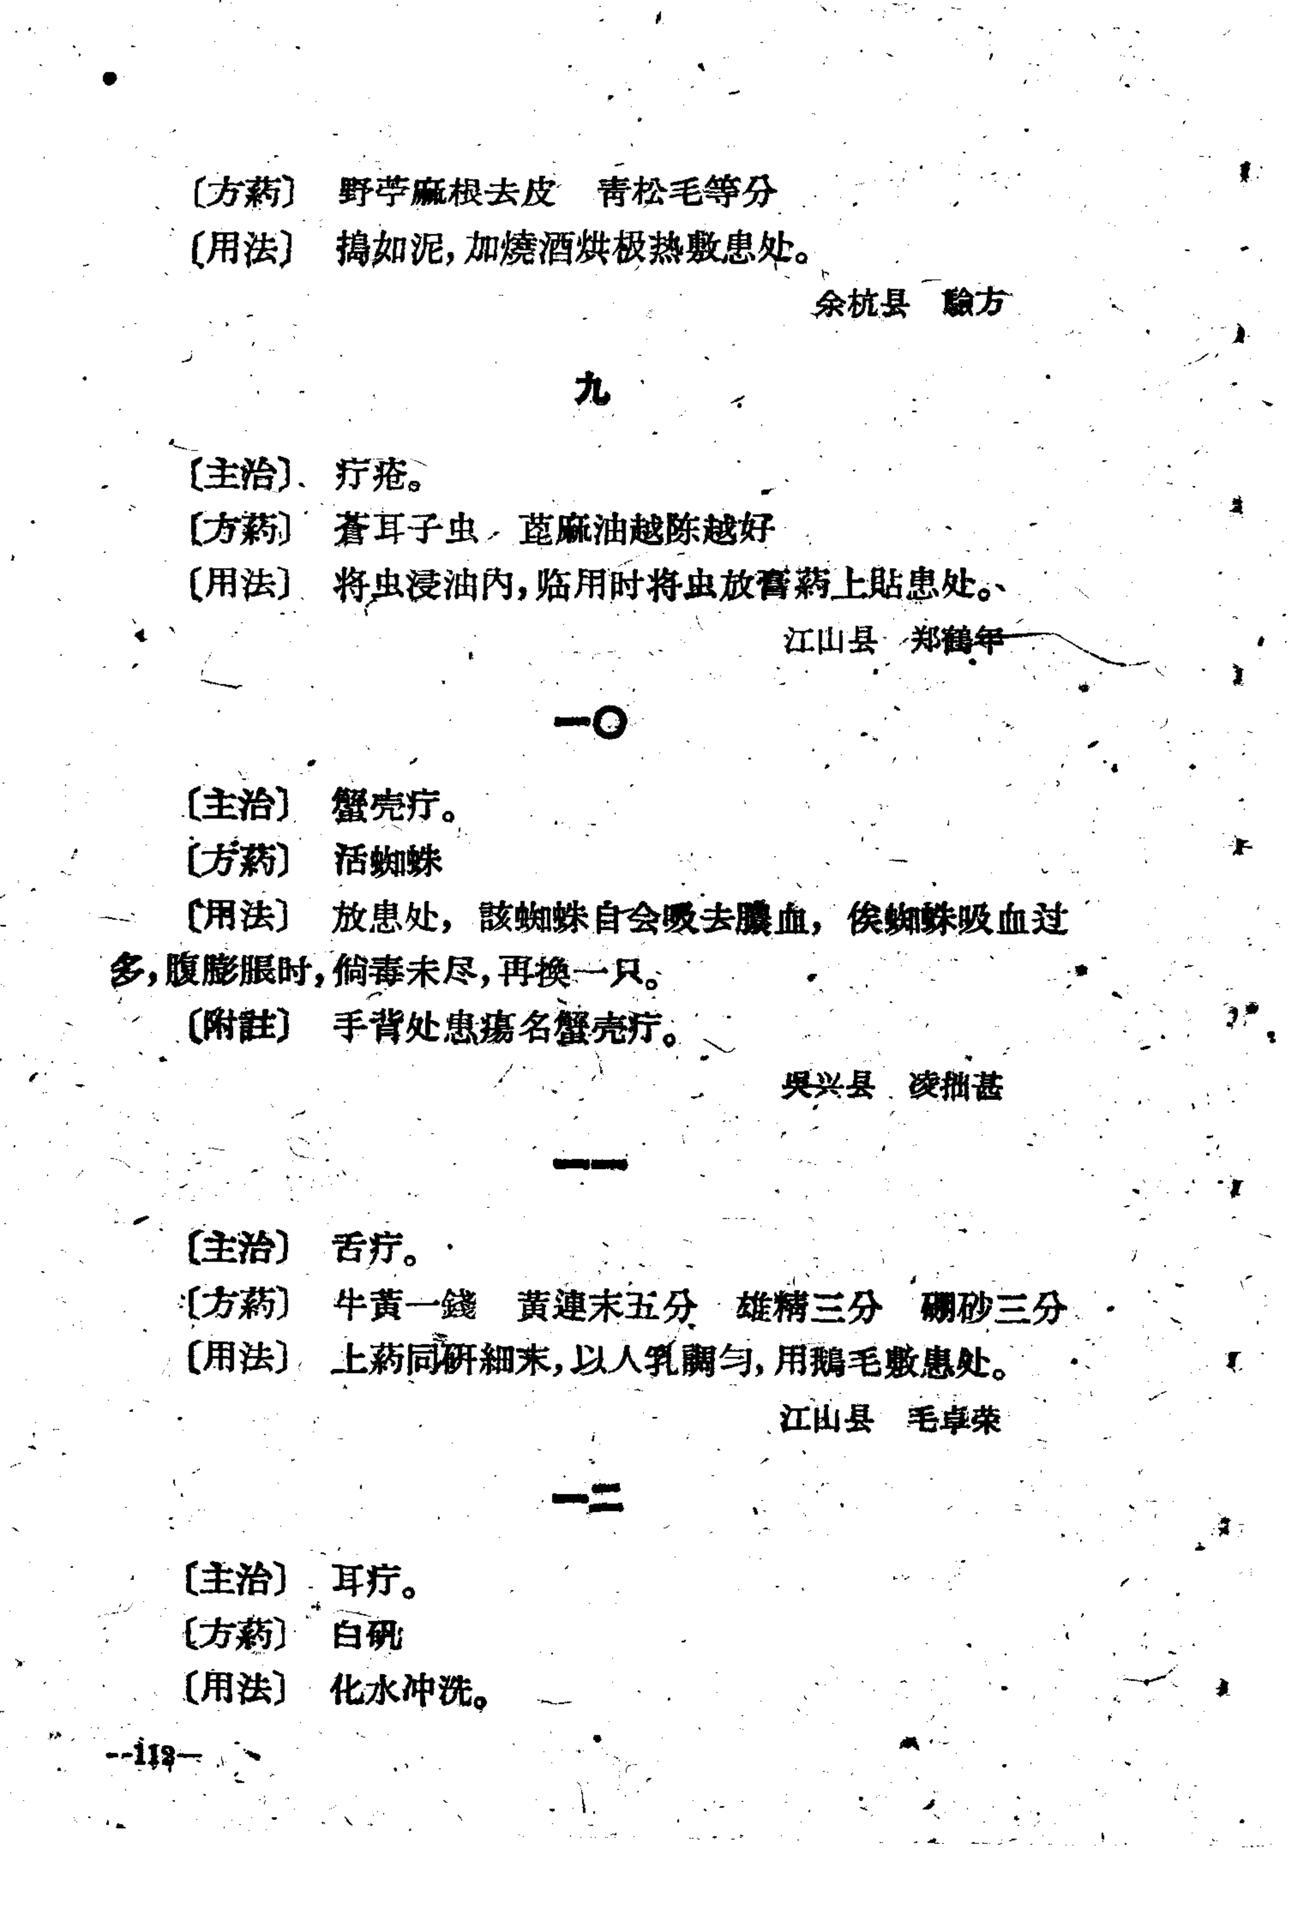 〔方葯〕 野苧麻根去皮 青松毛等分
〔用法〕 搗如泥，加燒酒烘极热敷患处。
余杭县 驗方
九
〔主治〕 疔疮。
〔方葯〕 蒼耳子虫 蓖麻油越陈越好
〔用法〕 将虫浸油內，临用时将虫放膏葯上貼患处。
江山县 郑鶴年
一〇
〔主治〕 蟹壳疔。
〔方葯〕 活蜘蛛
〔用法〕 放患处，該蜘蛛自会吸去膿血，俟蜘蛛吸血过
多，腹膨脹时，倘毒未尽，再换一只。
〔附註〕 手背处患瘍名蟹壳疔。
吳兴县 凌拙甚
一一
〔主治〕 舌疔。
〔方葯〕 牛黃一錢 黃連末五分 雄精三分 硼砂三分
〔用法〕 上葯同研細末，以人乳調匀，用鵝毛敷患处。
江山县 毛卓荣
一二
〔主治〕 耳疔。
〔方葯〕 白矾
〔用法〕 化水冲洗。
—112—